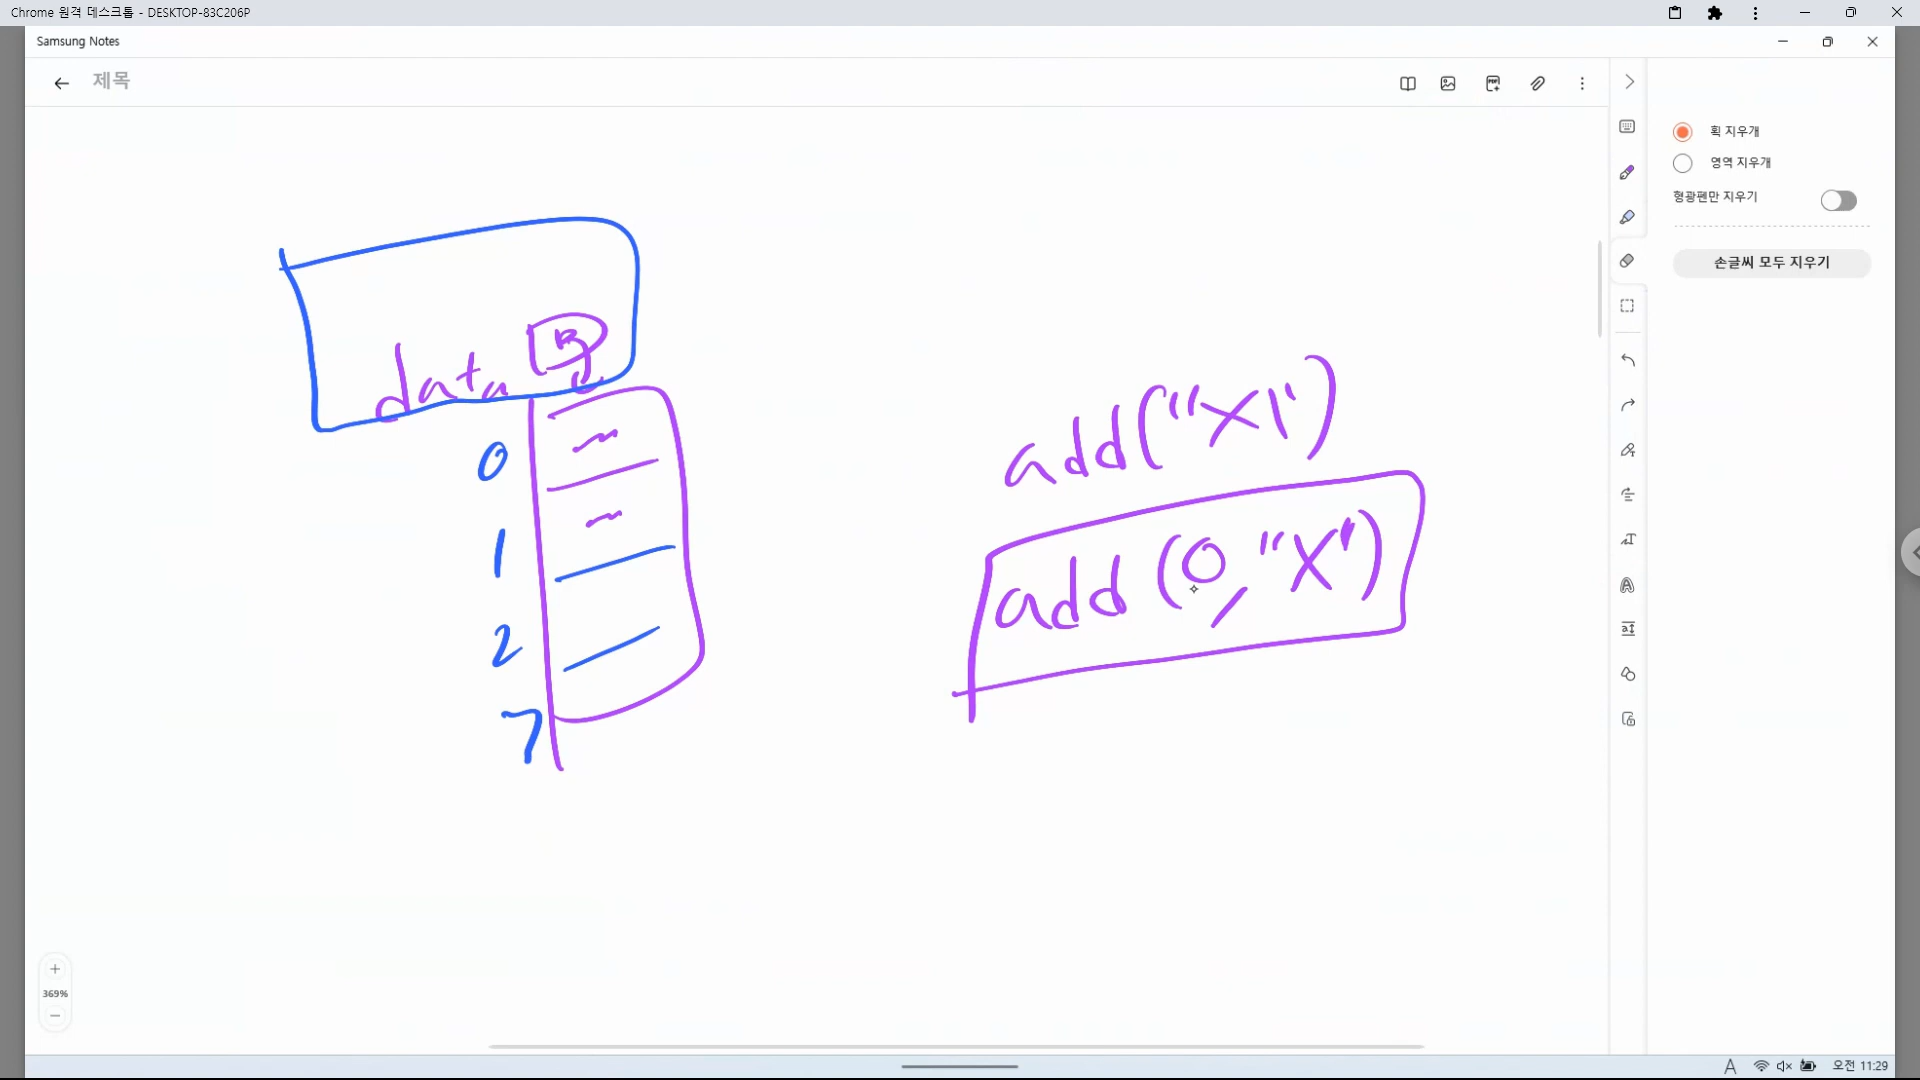 Chrome 원격 데스크톱 - DESKTOP-83C206P
Samsung Notes
제목
획 지우개
영역 지우개
형광펜만 지우기
손글씨 모두 지우기
data
0
1
2
7
add("X")
add(0, "X")
369%
A
오전 11:29